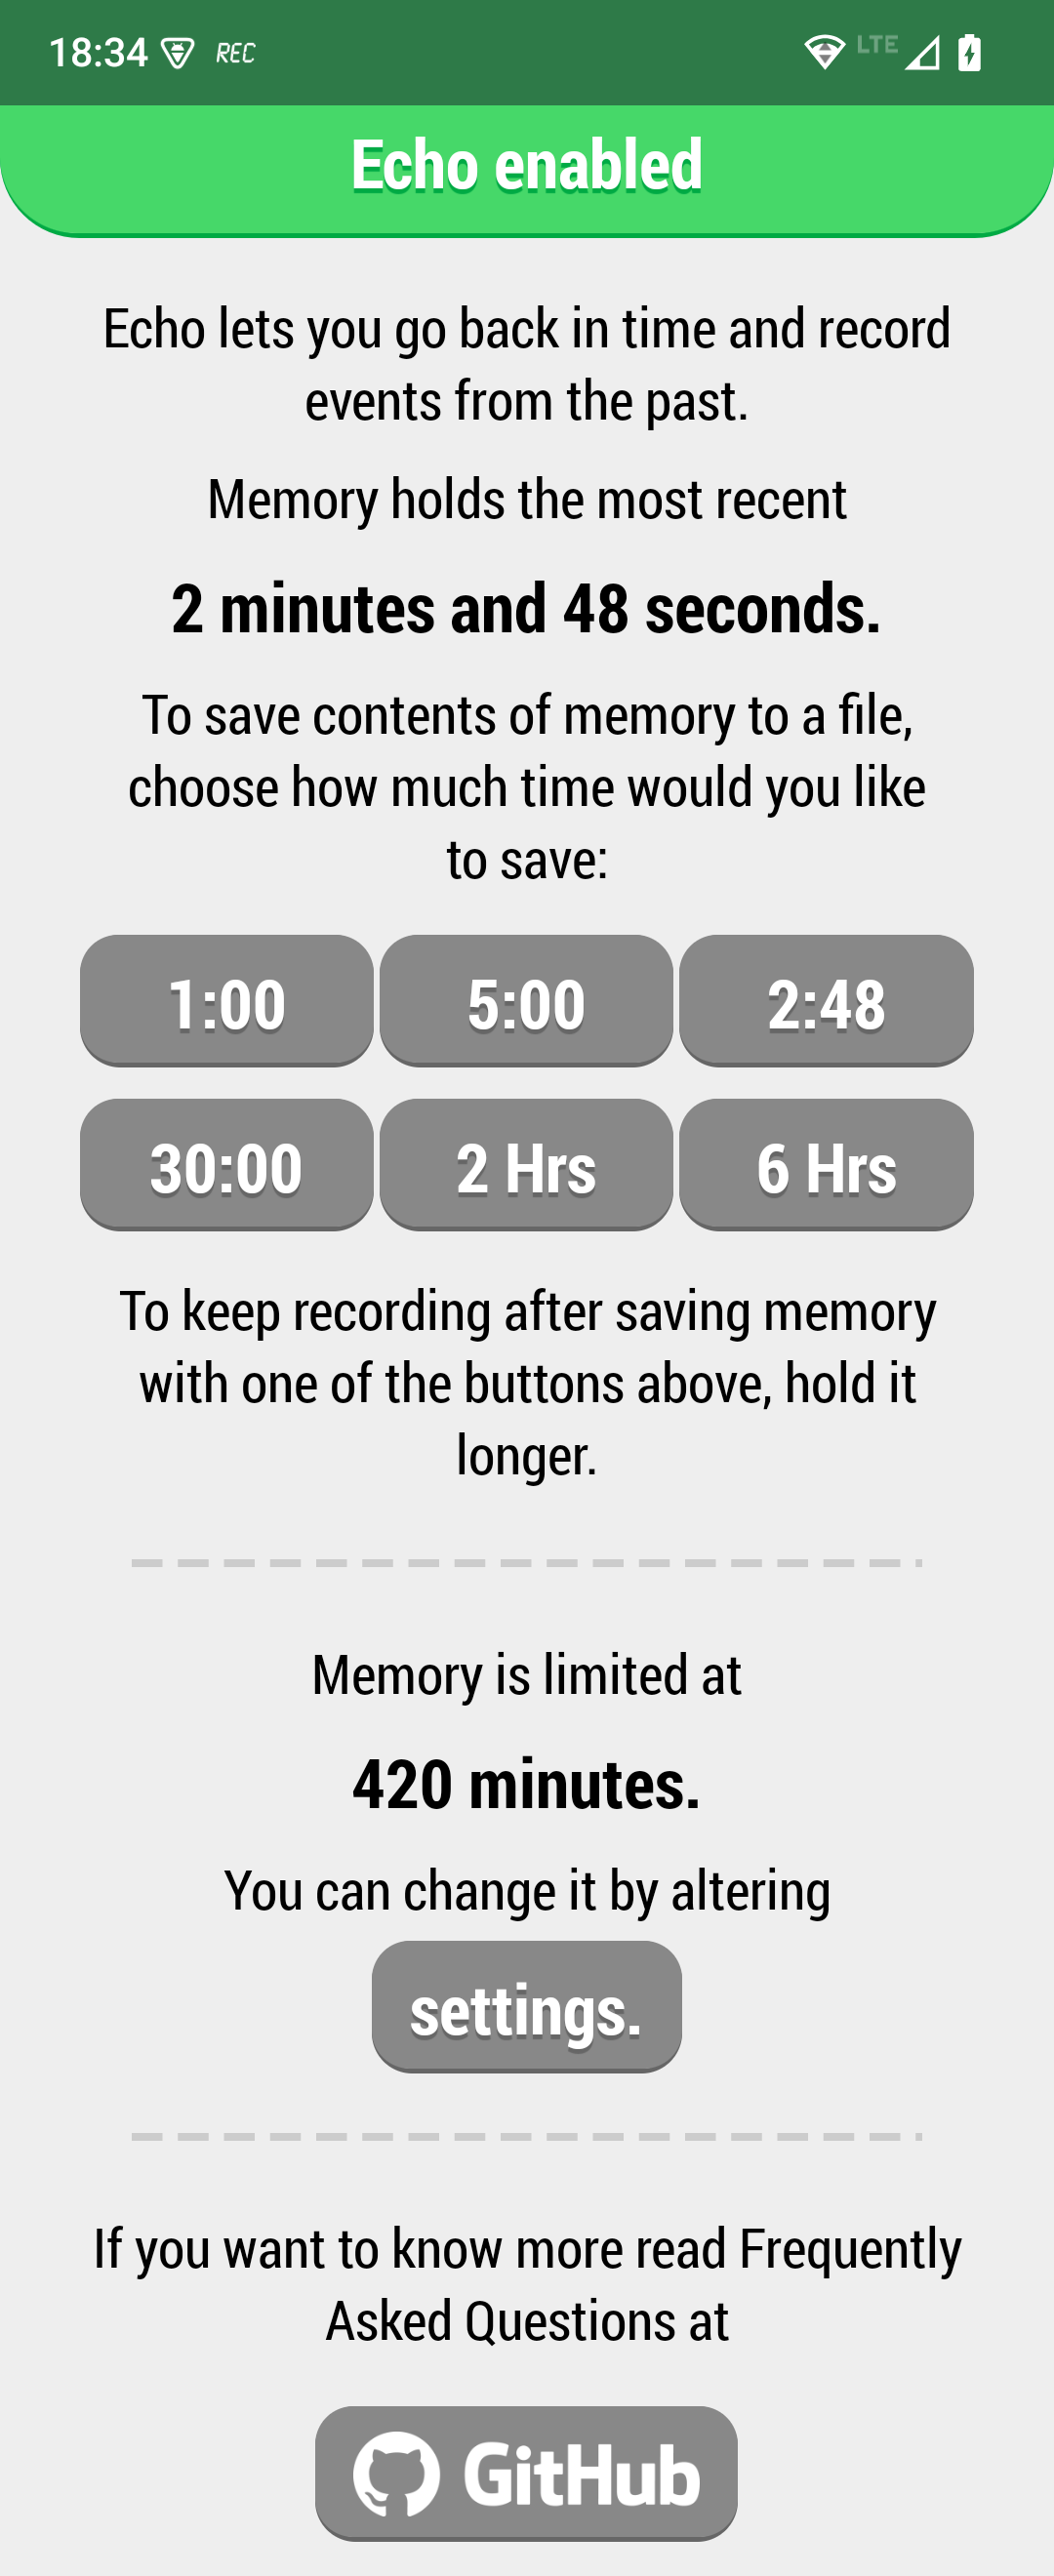 18:34 REC LTE
Echo enabled
Echo lets you go back in time and record
events from the past.
Memory holds the most recent
2 minutes and 48 seconds.
To save contents of memory to a file,
choose how much time would you like
to save:
1:00 5:00 2:48
30:00 2 Hrs 6 Hrs
To keep recording after saving memory
with one of the buttons above, hold it
longer.
Memory is limited at
420 minutes.
You can change it by altering
settings.
If you want to know more read Frequently
Asked Questions at
GitHub